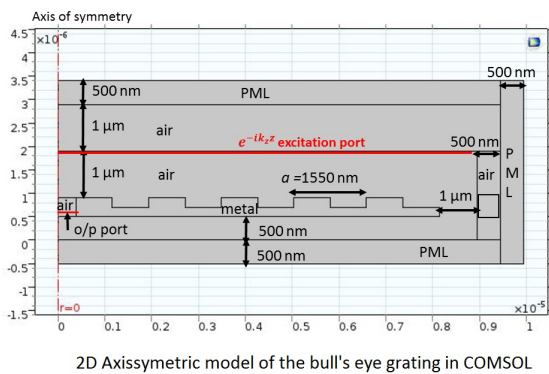 Axis of symmetry
×10⁻⁶
4.5
4
3.5
3
2.5
2
1.5
1
0.5
0
-0.5
-1
-1.5
500 nm
500 nm
PML
1 µm
air
e^{-ik_z z} excitation port
500 nm
1 µm
air
a =1550 nm
air
P
M
L
1 µm
air
metal
o/p port
500 nm
500 nm
PML
r=0
×10⁻⁵
0
0.1
0.2
0.3
0.4
0.5
0.6
0.7
0.8
0.9
1
2D Axissymetric model of the bull's eye grating in COMSOL